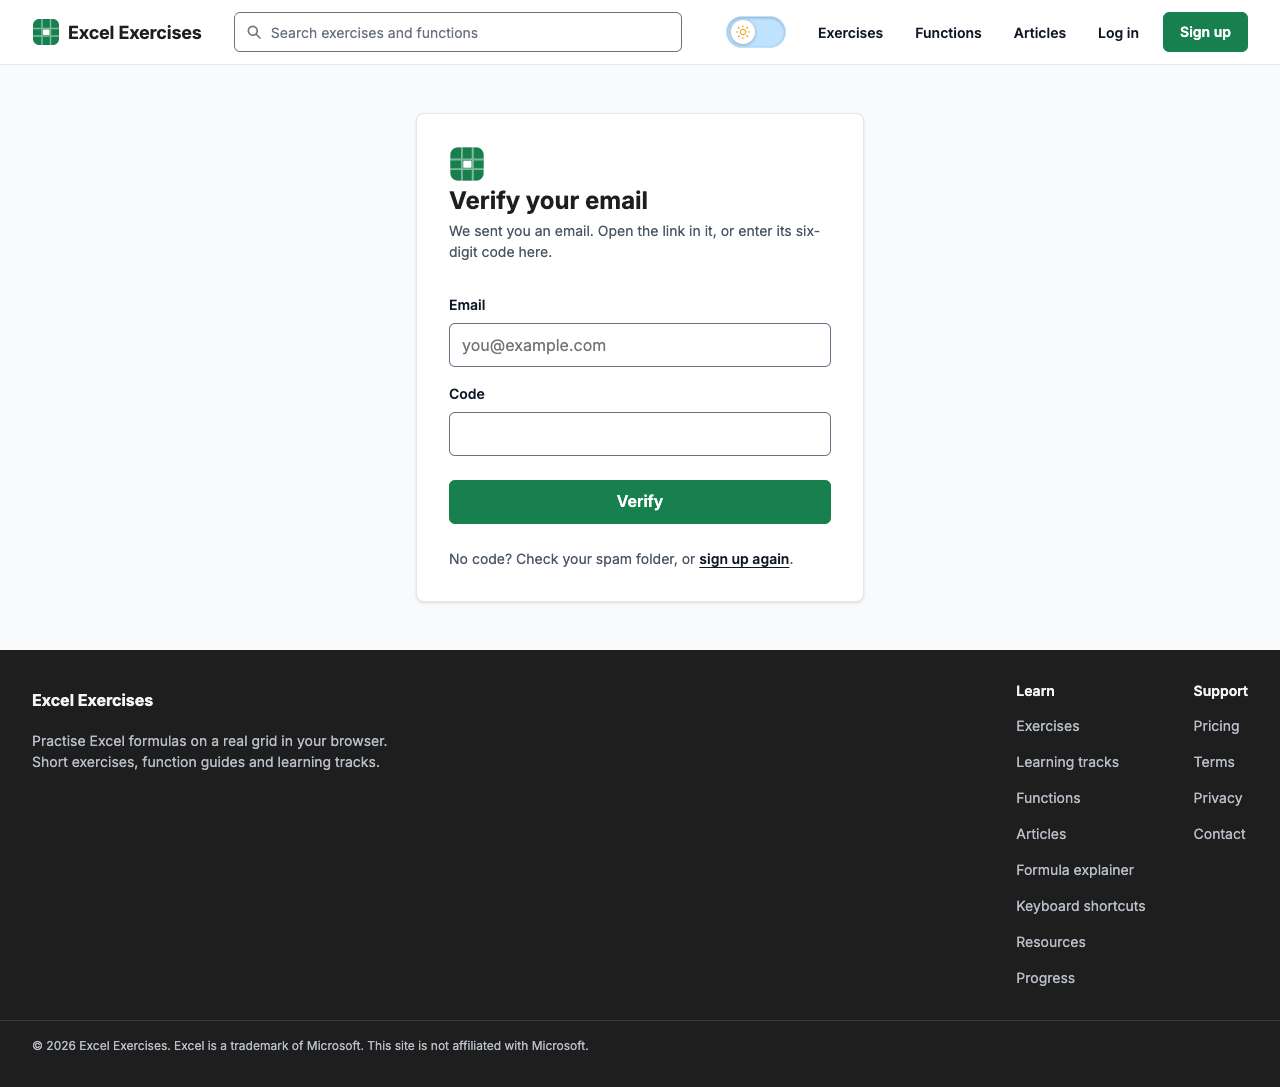 Excel Exercises
Search exercises and functions
Exercises
Functions
Articles
Log in
Sign up
Verify your email
We sent you an email. Open the link in it, or enter its six-
digit code here.
Email
you@example.com
Code
Verify
No code? Check your spam folder, or sign up again.
Excel Exercises
Practise Excel formulas on a real grid in your browser.
Short exercises, function guides and learning tracks.
Learn
Exercises
Learning tracks
Functions
Articles
Formula explainer
Keyboard shortcuts
Resources
Progress
Support
Pricing
Terms
Privacy
Contact
© 2026 Excel Exercises. Excel is a trademark of Microsoft. This site is not affiliated with Microsoft.